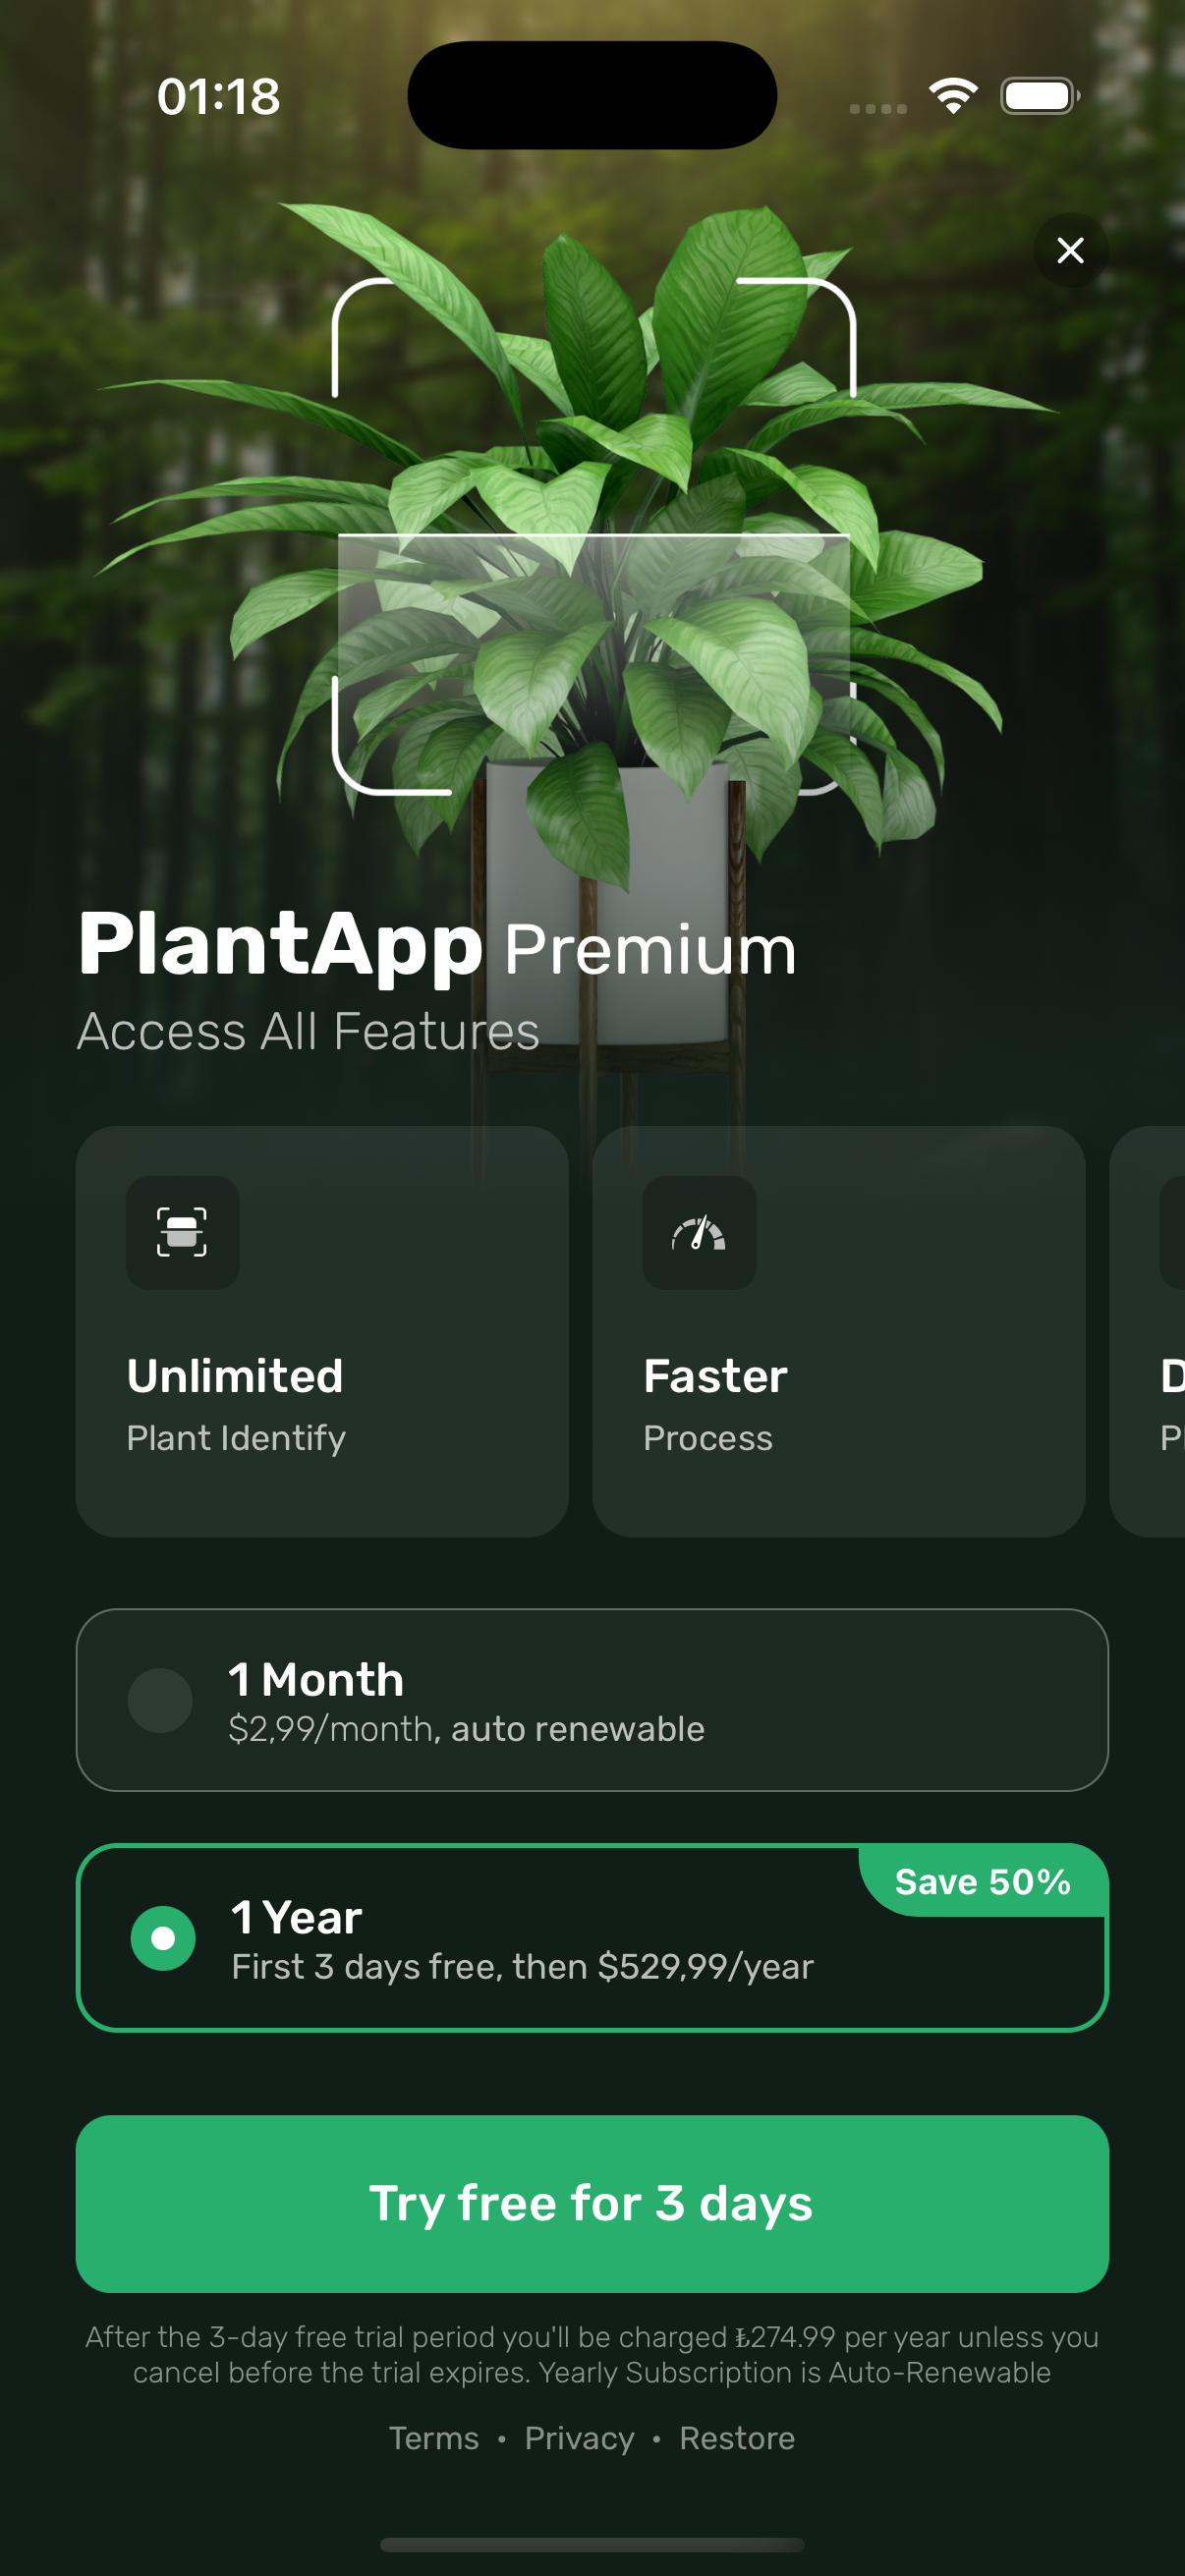 01:18
PlantApp Premium
Access All Features
Unlimited
Plant Identify
Faster
Process
D
Pl
1 Month
$2,99/month, auto renewable
Save 50%
1 Year
First 3 days free, then $529,99/year
Try free for 3 days
After the 3-day free trial period you'll be charged ₺274.99 per year unless you
cancel before the trial expires. Yearly Subscription is Auto-Renewable
Terms • Privacy • Restore